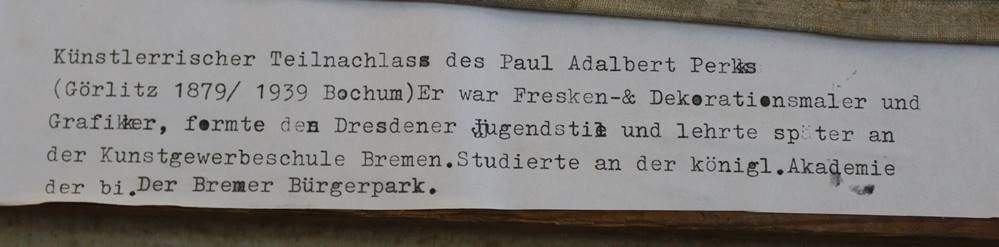 Künstlerrischer Teilnachlass des Paul Adalbert Perks
(Görlitz 1879/ 1939 Bochum)Er war Fresken-& Dekorationsmaler und
Grafiker, formte den Dresdener Jugendstil und lehrte später an
der Kunstgewerbeschule Bremen.Studierte an der königl.Akademie
der bi.Der Bremer Bürgerpark.